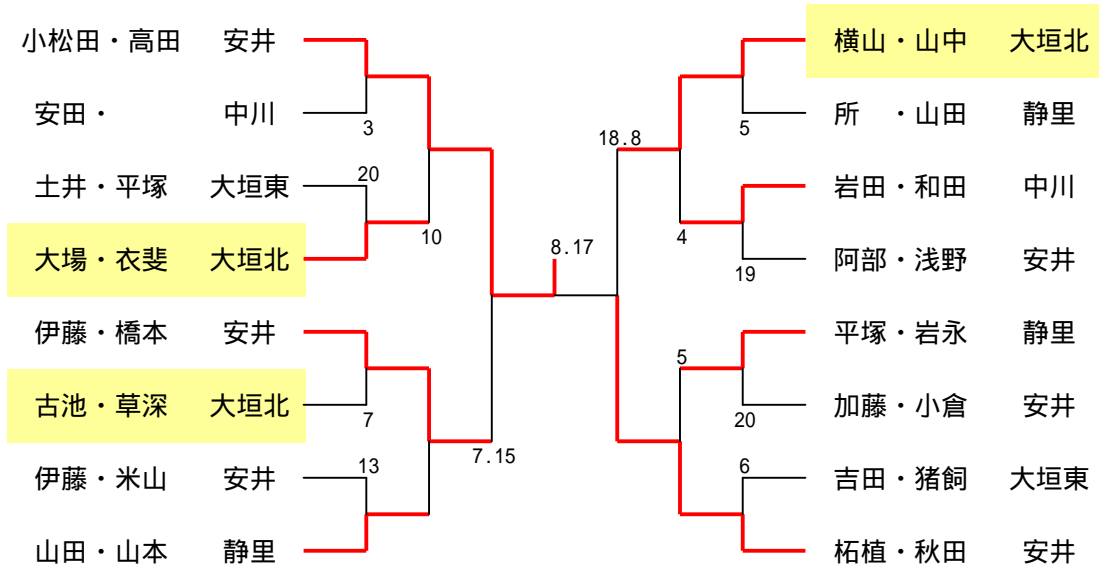 小松田・高田 安井
安田・ 中川
3
土井・平塚 大垣東
20
大場・衣斐 大垣北
10
伊藤・橋本 安井
古池・草深 大垣北
7
7.15
伊藤・米山 安井
13
山田・山本 静里
8.17
横山・山中 大垣北
所 ・山田 静里
5
18.8
岩田・和田 中川
4
阿部・浅野 安井
19
平塚・岩永 静里
5
加藤・小倉 安井
20
吉田・猪飼 大垣東
6
柘植・秋田 安井